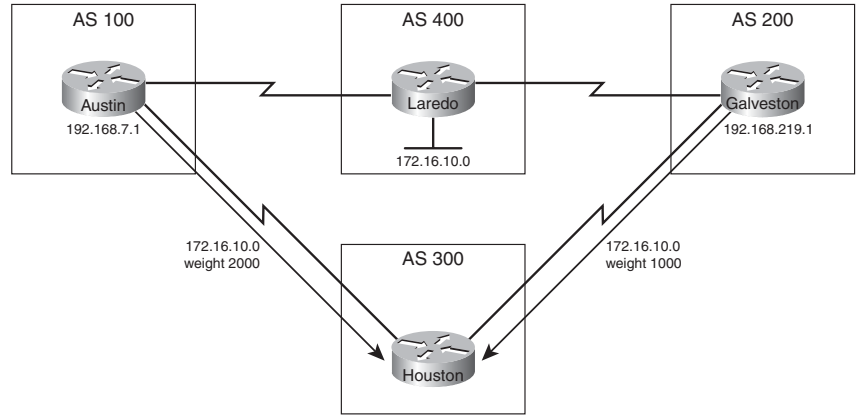 AS 100
AS 400
AS 200
Austin
Laredo
Galveston
192.168.7.1
192.168.219.1
172.16.10.0
172.16.10.0
weight 2000
172.16.10.0
weight 1000
AS 300
Houston